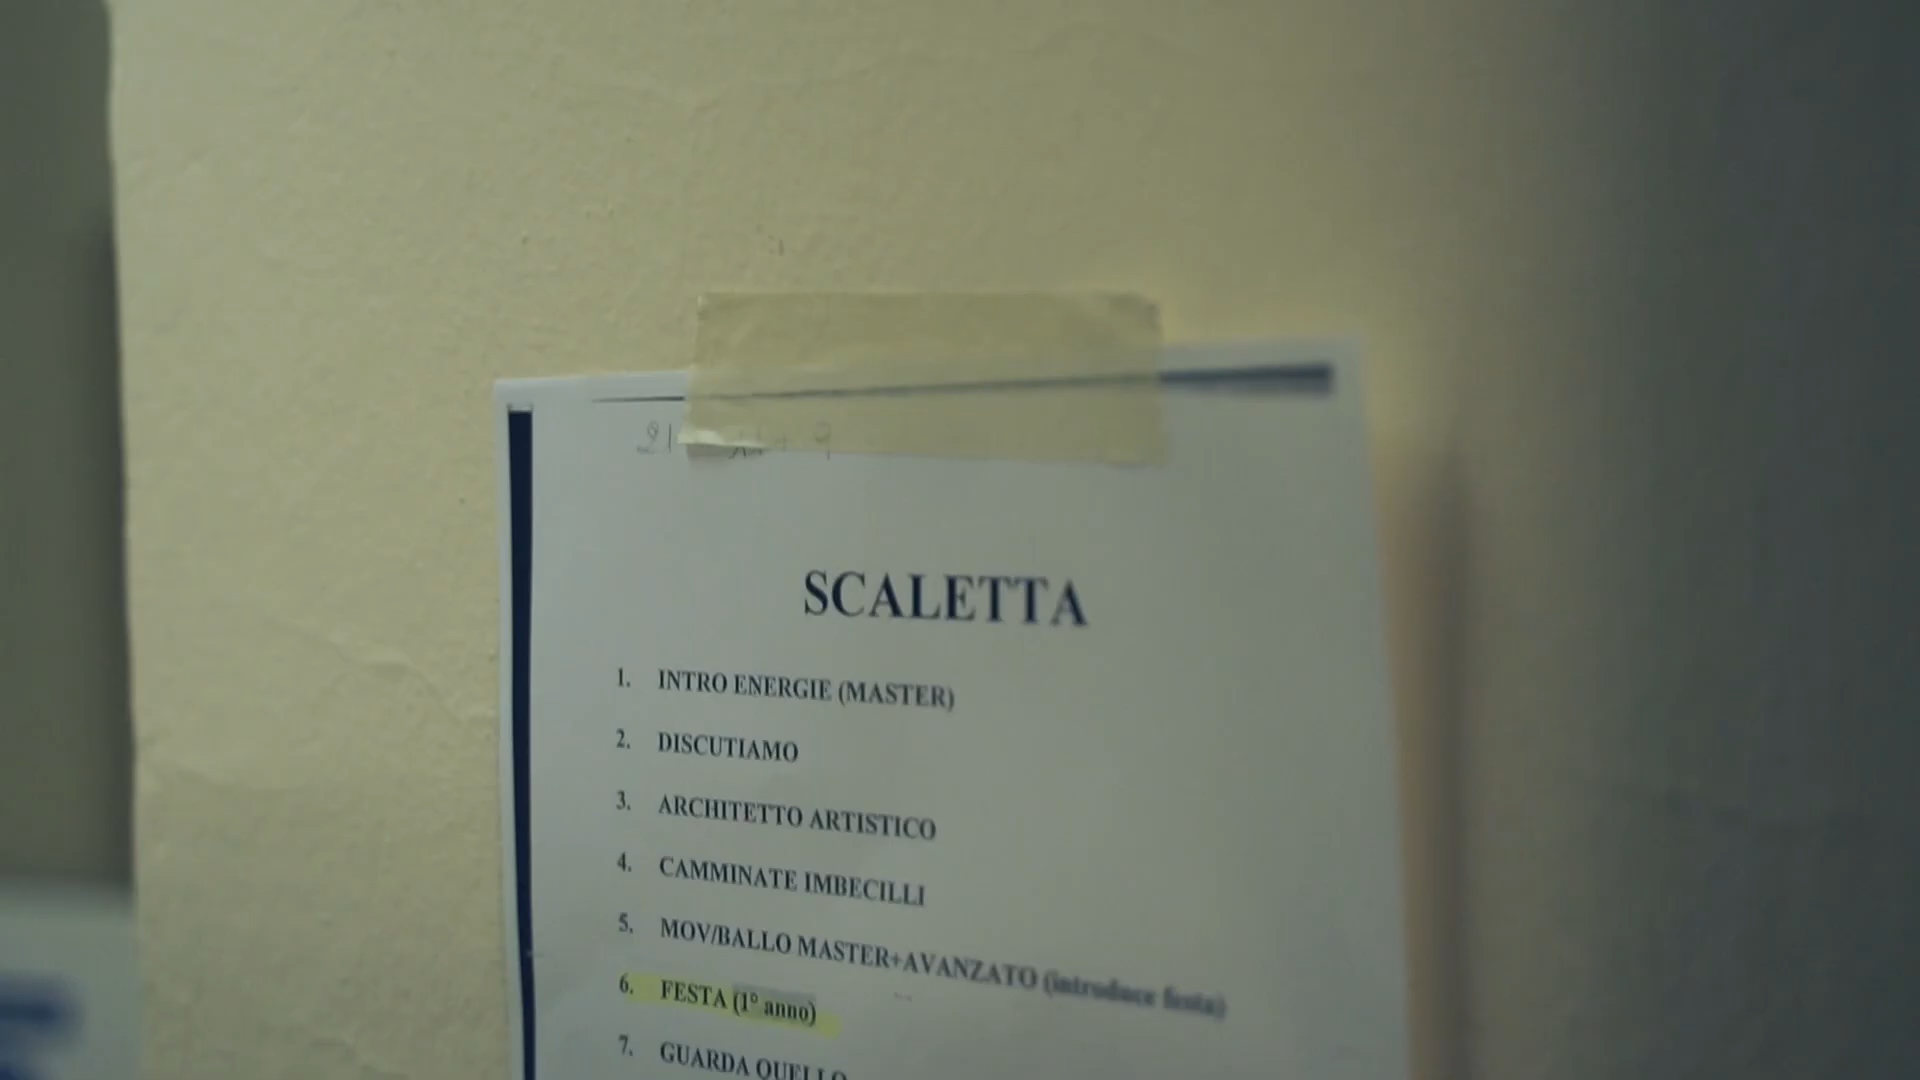 21
SCALETTA
1. INTRO ENERGIE (MASTER)
2. DISCUTIAMO
3. ARCHITETTO ARTISTICO
4. CAMMINATE IMBECILLI
5. MOV/BALLO MASTER+AVANZATO (introduce festa)
6. FESTA (1° anno)
7. GUARDA QUELLO